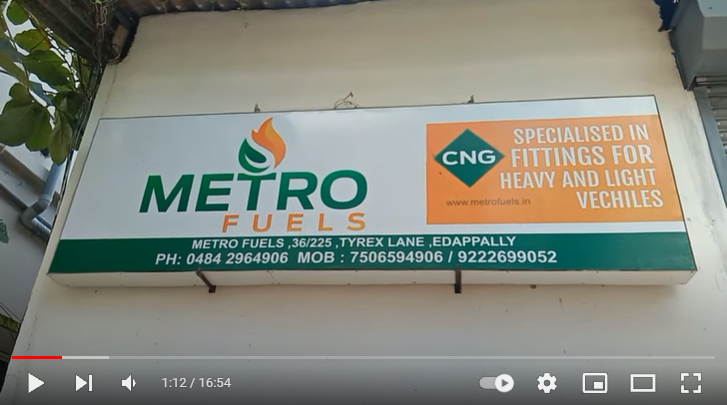 METRO
FUELS
CNG
SPECIALISED IN
FITTINGS FOR
HEAVY AND LIGHT
VECHILES
www.metrofuels.in
METRO FUELS ,36/225 ,TYREX LANE ,EDAPPALLY
PH: 0484 2964906 MOB : 7506594906 / 9222699052
1:12 / 16:54